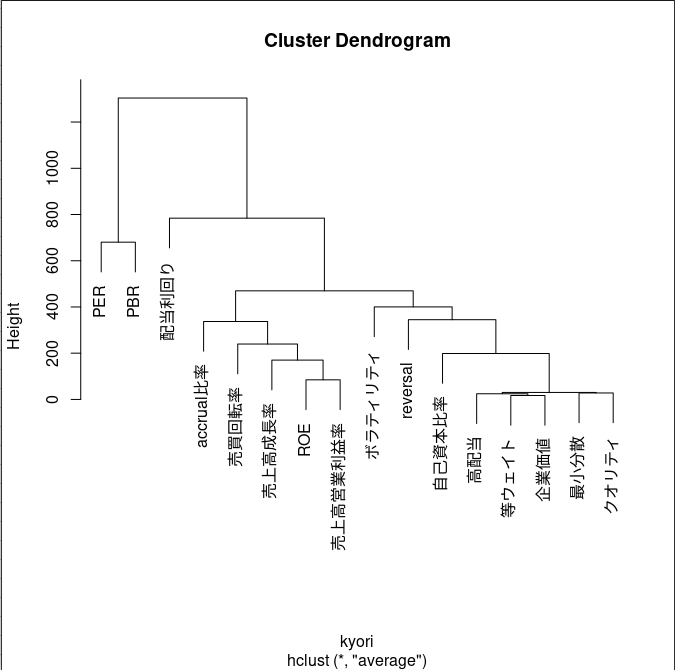 Cluster Dendrogram
Height
0
200
400
600
800
1000
PER
PBR
配当利回り
accrual比率
売買回転率
売上高成長率
ROE
売上高営業利益率
ボラティリティ
reversal
自己資本比率
高配当
等ウェイト
企業価値
最小分散
クオリティ
kyori
hclust (*, "average")